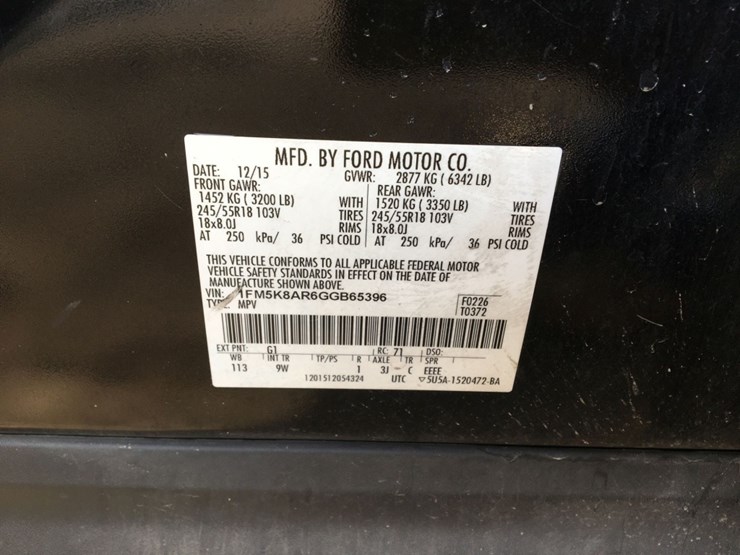 MFD. BY FORD MOTOR CO.
DATE: 12/15 GVWR: 2877 KG ( 6342 LB)
FRONT GAWR: REAR GAWR:
1452 KG ( 3200 LB) WITH 1520 KG ( 3350 LB) WITH
245/55R18 103V TIRES 245/55R18 103V TIRES
18x8.0J RIMS 18x8.0J RIMS
AT 250 kPa/ 36 PSI COLD AT 250 kPa/ 36 PSI COLD
THIS VEHICLE CONFORMS TO ALL APPLICABLE FEDERAL MOTOR
VEHICLE SAFETY STANDARDS IN EFFECT ON THE DATE OF
MANUFACTURE SHOWN ABOVE.
VIN: 1FM5K8AR6GGB65396 F0226
TYPE MPV T0372
EXT PNT: G1 RC: 71 DSO:
WB INT TR TP/PS R AXLE TR SPR
113 9W 1 3J C EEEE
1201512054324 UTC ▽5U5A-1520472-BA